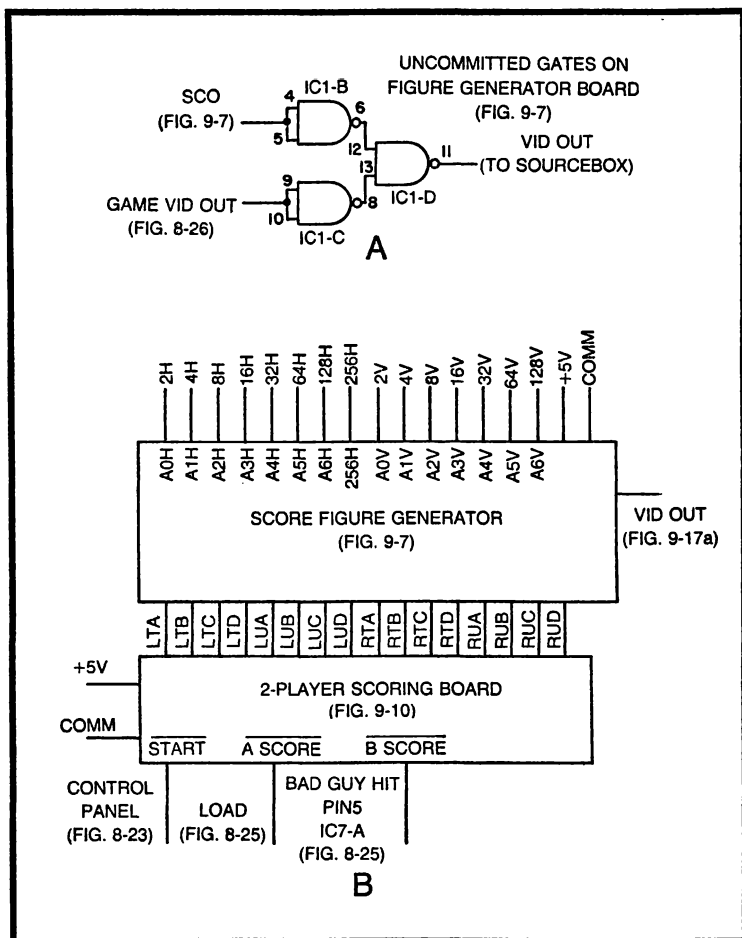 UNCOMMITTED GATES ON
FIGURE GENERATOR BOARD
(FIG. 9-7)
IC1-B
SCO
(FIG. 9-7)
4
5
6
12
13
11
VID OUT
(TO SOURCEBOX)
IC1-D
GAME VID OUT
(FIG. 8-26)
9
10
8
IC1-C
A
2H
4H
8H
16H
32H
64H
128H
256H
2V
4V
8V
16V
32V
64V
128V
+5V
COMM
A0H
A1H
A2H
A3H
A4H
A5H
A6H
256H
A0V
A1V
A2V
A3V
A4V
A5V
A6V
SCORE FIGURE GENERATOR
(FIG. 9-7)
VID OUT
(FIG. 9-17a)
LTA
LTB
LTC
LTD
LUA
LUB
LUC
LUD
RTA
RTB
RTC
RTD
RUA
RUB
RUC
RUD
+5V
COMM
2-PLAYER SCORING BOARD
(FIG. 9-10)
START
A SCORE
B SCORE
CONTROL
PANEL
(FIG. 8-23)
LOAD
(FIG. 8-25)
BAD GUY HIT
PIN5
IC7-A
(FIG. 8-25)
B